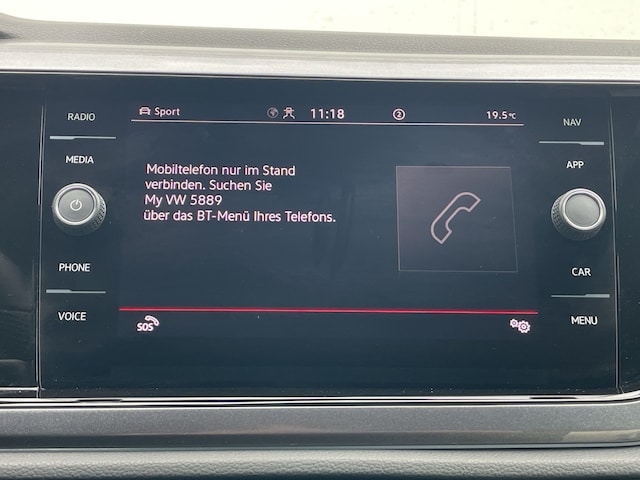 RADIO
MEDIA
PHONE
VOICE
Sport
11:18
2
19.5°C
Mobiltelefon nur im Stand
verbinden. Suchen Sie
My VW 5889
über das BT-Menü Ihres Telefons.
SOS
NAV
APP
CAR
MENU